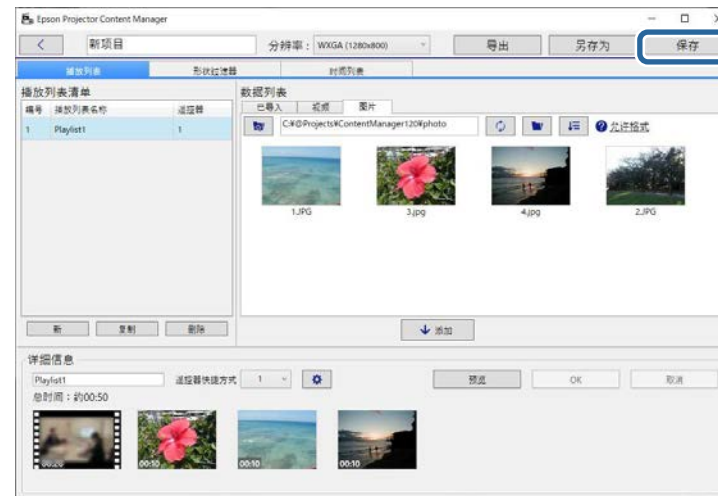 Epson Projector Content Manager
新项目
分辨率： WXGA (1280x800)
导出
另存为
保存
播放列表
形状过滤器
时间列表
播放列表清单
编号 播放列表名称 遥控器
1 Playlist1 1
数据列表
已导入 视频 图片
C:¥@Projects¥ContentManager120¥photo
允许格式
1.JPG
3.jpg
4.jpg
2.JPG
新
复制
删除
添加
详细信息
Playlist1
遥控器快捷方式 1
预览
OK
取消
总时间：约00:50
00:20
00:10
00:10
00:10